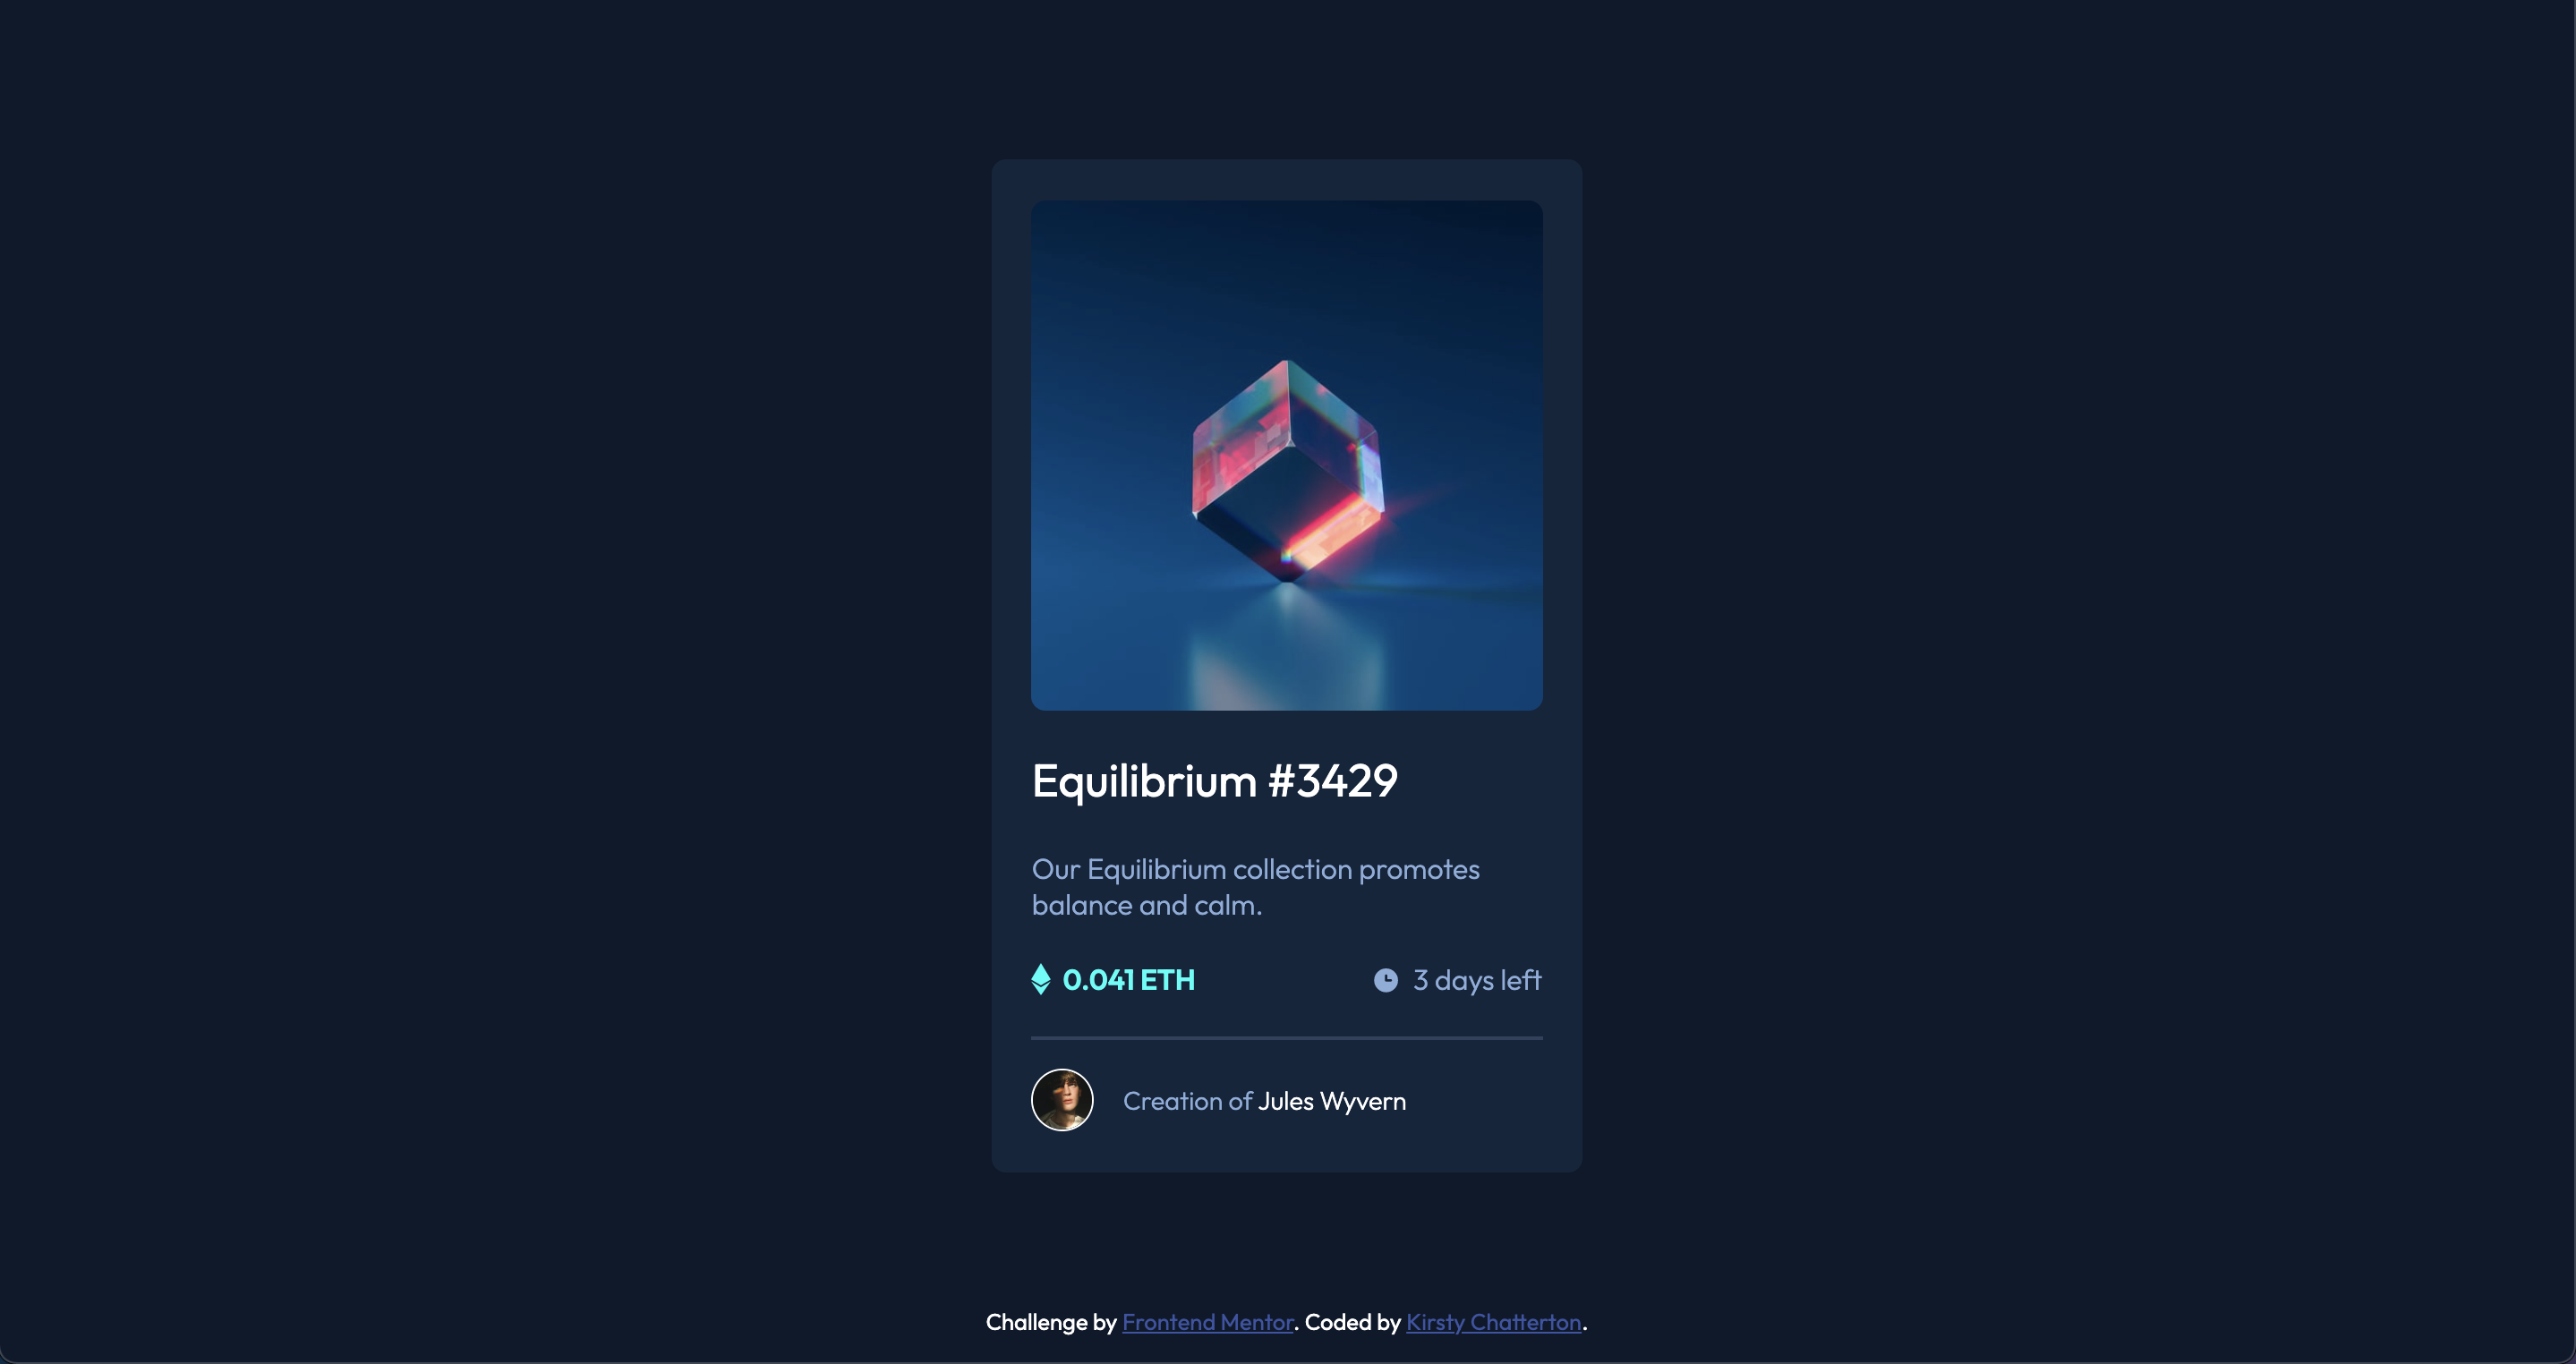 Equilibrium #3429
Our Equilibrium collection promotes
balance and calm.
0.041 ETH
3 days left
Creation of Jules Wyvern
Challenge by Frontend Mentor. Coded by Kirsty Chatterton.